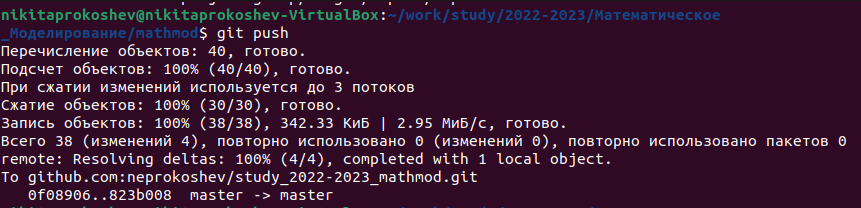 nikitaprokoshev@nikitaprokoshev-VirtualBox:~/work/study/2022-2023/Математическое
_Моделирование/mathmod$ git push
Перечисление объектов: 40, готово.
Подсчет объектов: 100% (40/40), готово.
При сжатии изменений используется до 3 потоков
Сжатие объектов: 100% (30/30), готово.
Запись объектов: 100% (38/38), 342.33 КиБ | 2.95 МиБ/с, готово.
Всего 38 (изменений 4), повторно использовано 0 (изменений 0), повторно использовано пакетов 0
remote: Resolving deltas: 100% (4/4), completed with 1 local object.
To github.com:neprokoshev/study_2022-2023_mathmod.git
   0f08906..823b008  master -> master